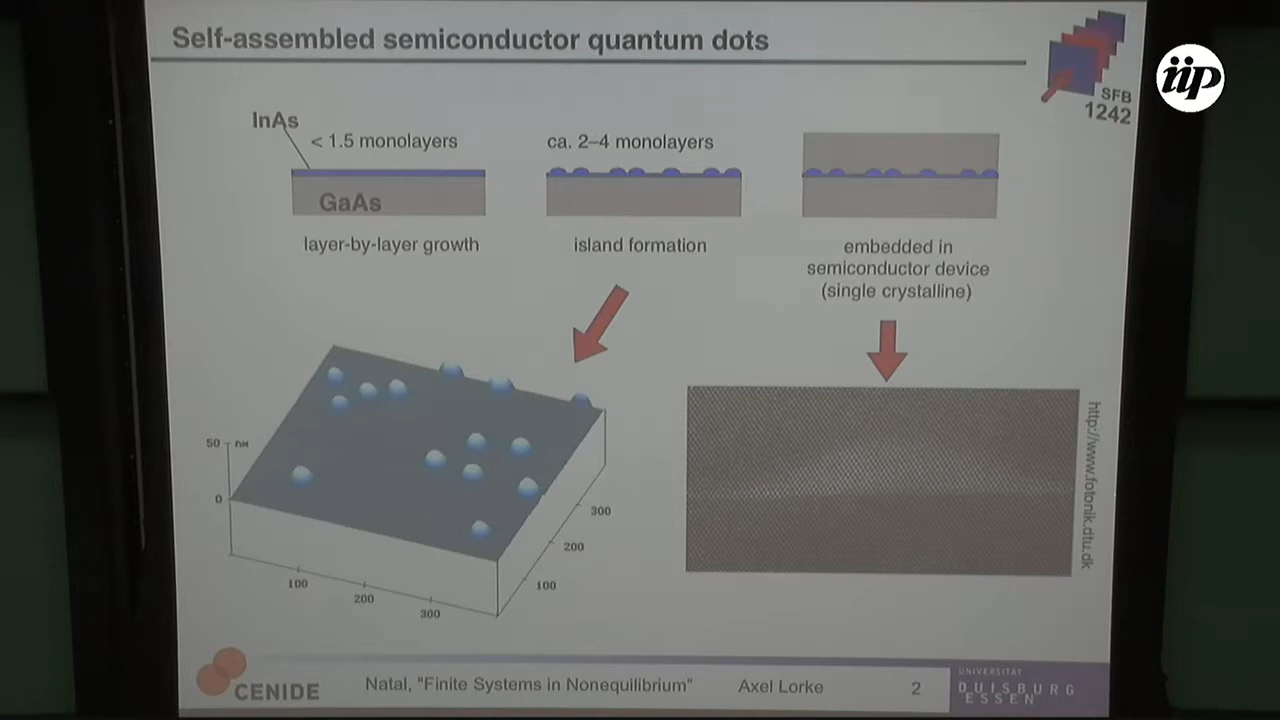 Self-assembled semiconductor quantum dots
iip
SFB
1242
InAs
< 1.5 monolayers
GaAs
layer-by-layer growth
ca. 2–4 monolayers
island formation
embedded in
semiconductor device
(single crystalline)
50
nm
0
100
200
300
100
200
300
http://www.fotonik.dtu.dk
CENIDE
Natal, "Finite Systems in Nonequilibrium"
Axel Lorke
2
UNIVERSITÄT
DUISBURG
ESSEN